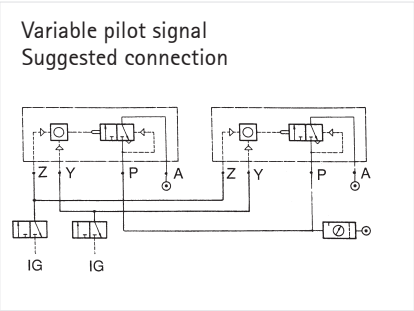 Variable pilot signal
Suggested connection
Z Y P A Z Y P A
IG IG